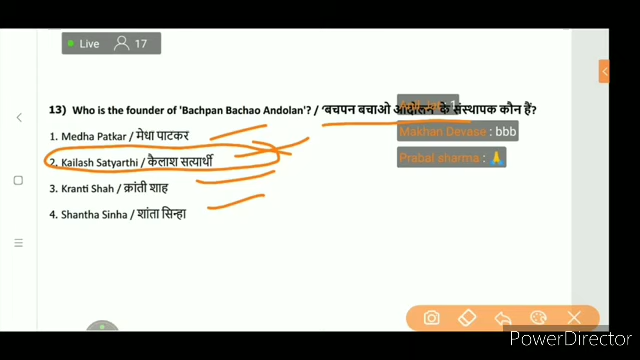 Live 17
13) Who is the founder of 'Bachpan Bachao Andolan'? / 'बचपन बचाओ आंदोलन' के संस्थापक कौन हैं?
1. Medha Patkar / मेधा पाटकर
Makhan Devase : bbb
2. Kailash Satyarthi / कैलाश सत्यार्थी
Prabal sharma : 🙏
3. Kranti Shah / क्रांती शाह
4. Shantha Sinha / शांता सिन्हा
PowerDirector